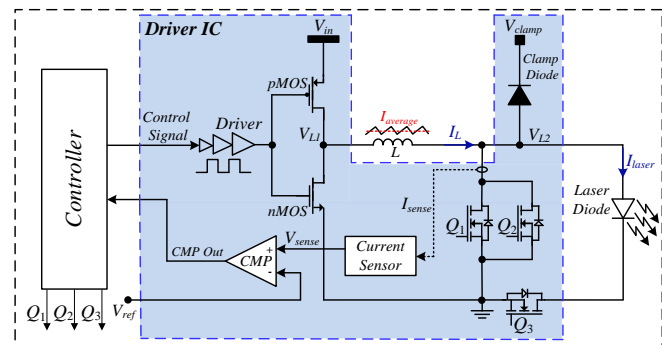 Driver IC
V_in
V_clamp
Clamp
Diode
pMOS
Control
Signal
Driver
V_L1
I_average
L
I_L
V_L2
I_laser
Controller
nMOS
I_sense
Q_1
Q_2
Laser
Diode
CMP Out
CMP
+
-
V_sense
Current
Sensor
V_ref
Q_1
Q_2
Q_3
Q_3